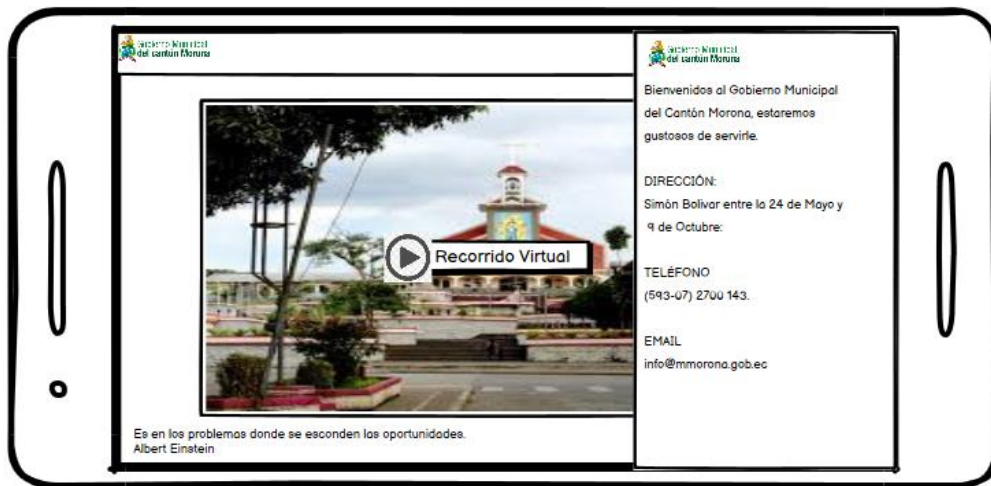 Gobierno Municipal
del cantón Morona
Recorrido Virtual
Es en los problemas donde se esconden las oportunidades.
Albert Einstein
Gobierno Municipal
del cantón Morona
Bienvenidos al Gobierno Municipal
del Cantón Morona, estaremos
gustosos de servirle.
DIRECCIÓN:
Simón Bolívar entre la 24 de Mayo y
9 de Octubre:
TELÉFONO
(593-07) 2700 143.
EMAIL
info@mmorona.gob.ec